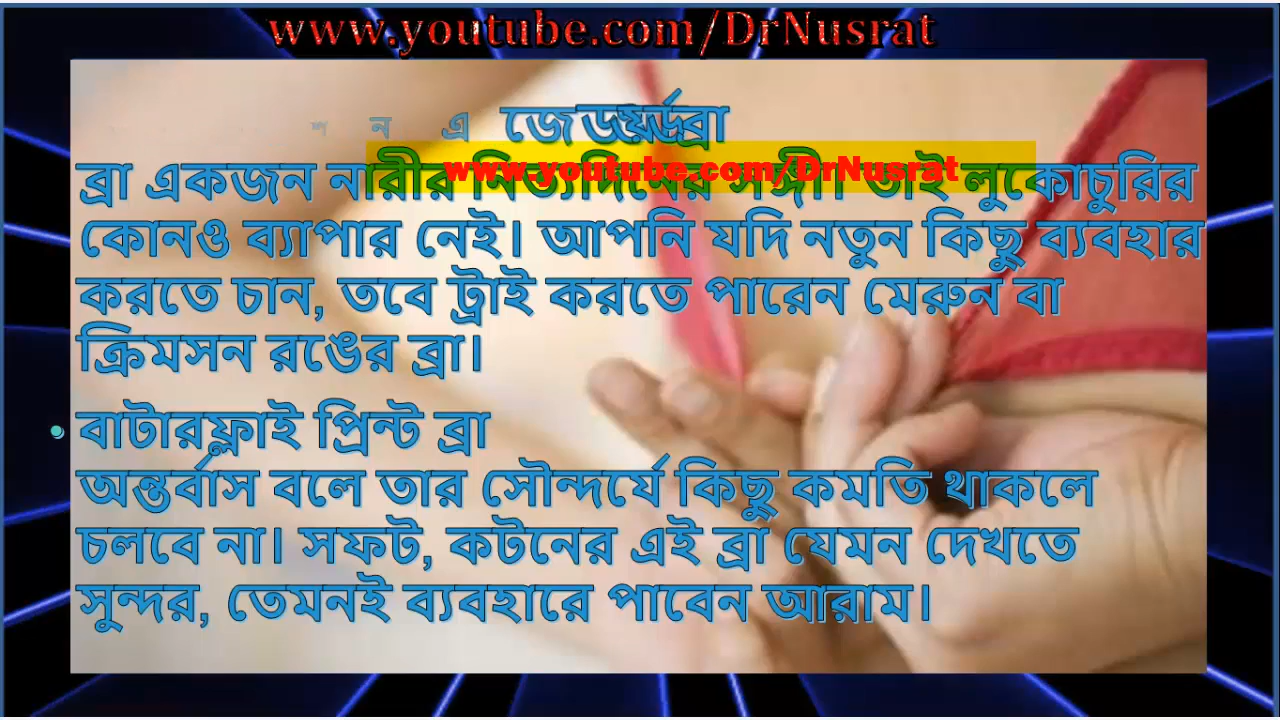 www.youtube.com/DrNusrat
ন এ
ব্রা একজন নারীর নিত্যদিনের সঙ্গী। তাই লুকোচুরির
www.youtube.com/DrNusrat
কোনও ব্যাপার নেই। আপনি যদি নতুন কিছু ব্যবহার
করতে চান, তবে ট্রাই করতে পারেন মেরুন বা
ক্রিমসন রঙের ব্রা।
বাটারফ্লাই প্রিন্ট ব্রা
অন্তর্বাস বলে তার সৌন্দর্যে কিছু কমতি থাকলে
চলবে না। সফট, কটনের এই ব্রা যেমন দেখতে
সুন্দর, তেমনই ব্যবহারে পাবেন আরাম।